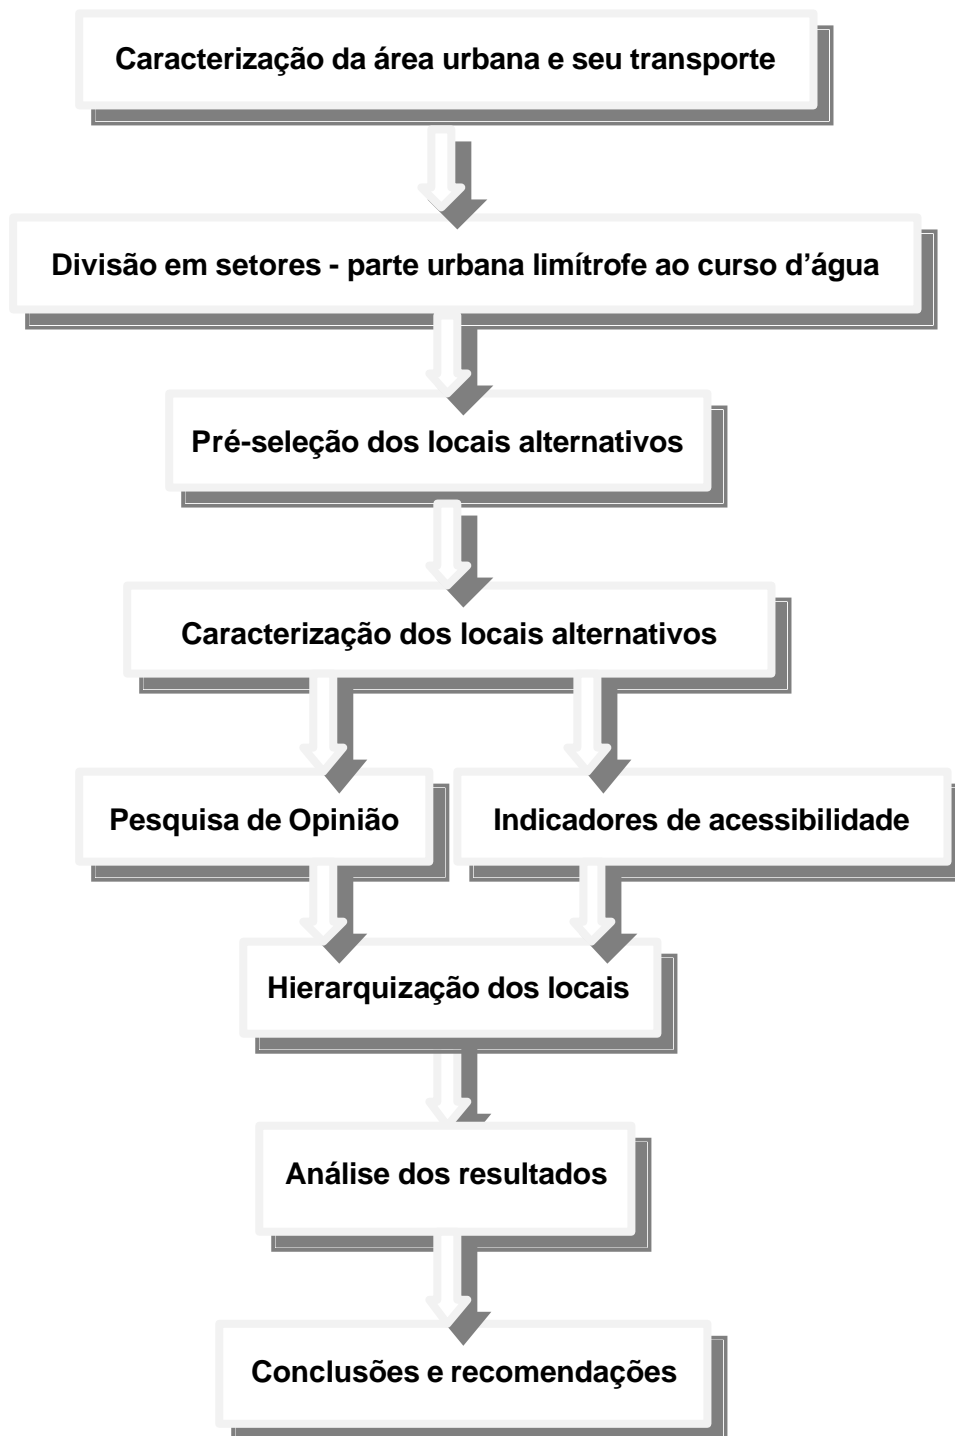 Caracterização da área urbana e seu transporte
Divisão em setores - parte urbana limítrofe ao curso d’água
Pré-seleção dos locais alternativos
Caracterização dos locais alternativos
Pesquisa de Opinião
Indicadores de acessibilidade
Hierarquização dos locais
Análise dos resultados
Conclusões e recomendações